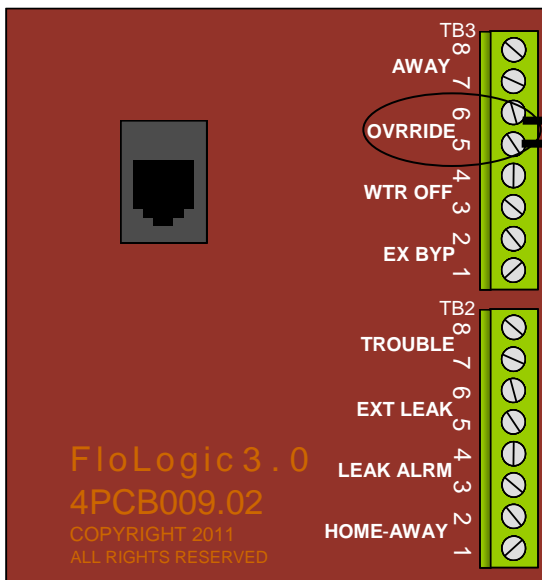 TB3
8
AWAY
7
6
OVRRIDE
5
4
WTR OFF
3
2
EX BYP
1
TB2
8
TROUBLE
7
6
EXT LEAK
5
4
LEAK ALRM
3
2
HOME-AWAY
1
FloLogic3.0
4PCB009.02
COPYRIGHT 2011
ALL RIGHTS RESERVED